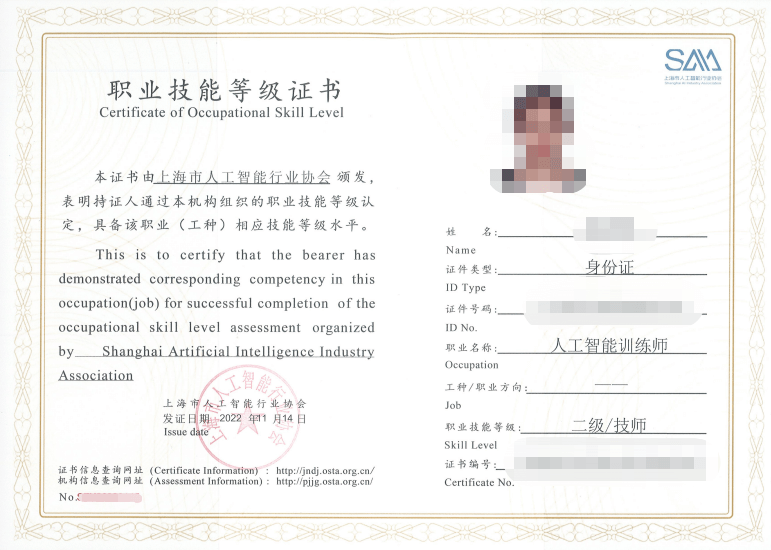 职业技能等级证书
Certificate of Occupational Skill Level
本证书由上海市人工智能行业协会 颁发，
表明持证人通过本机构组织的职业技能等级认
定，具备该职业（工种）相应技能等级水平。
This is to certify that the bearer has
demonstrated corresponding competency in this
occupation(job) for successful completion of the
occupational skill level assessment organized
by Shanghai Artificial Intelligence Industry
Association
上海市人工智能行业协会
发证日期 2022 年11 月14 日
Issue date
上海市人工智能行业协会
证书信息查询网址 (Certificate Information) : http://jndj.osta.org.cn/
机构信息查询网址 (Assessment Information) : http://pjjg.osta.org.cn/
No.
SAIA
上海市人工智能行业协会
Shanghai Artificial Intelligence Industry Association
姓 名:
Name
证件类型: 身份证
ID Type
证件号码:
ID No.
职业名称: 人工智能训练师
Occupation
工种/职业方向: ——
Job
职业技能等级: 二级/技师
Skill Level
证书编号:
Certificate No.